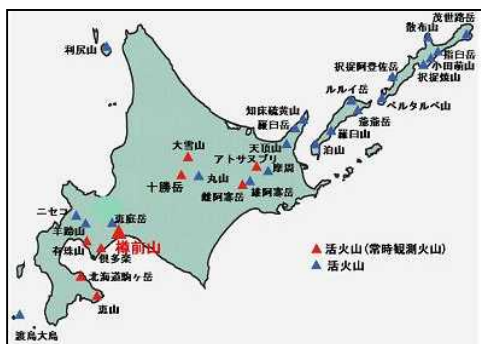 茂世路岳
散布山
指臼岳
小田萌山
択捉焼山
択捉阿登佐岳
ベルタルベ山
利尻山
ルルイ岳
爺爺岳
知床硫黄山
羅臼岳
羅臼山
天頂山
泊山
大雪山
アトサヌプリ
摩周
十勝岳
丸山
雌阿寒岳
雄阿寒岳
ニセコ
恵庭岳
羊蹄山
樽前山
有珠山
倶多楽
北海道駒ヶ岳
恵山
渡島大島
活火山(常時観測火山)
活火山